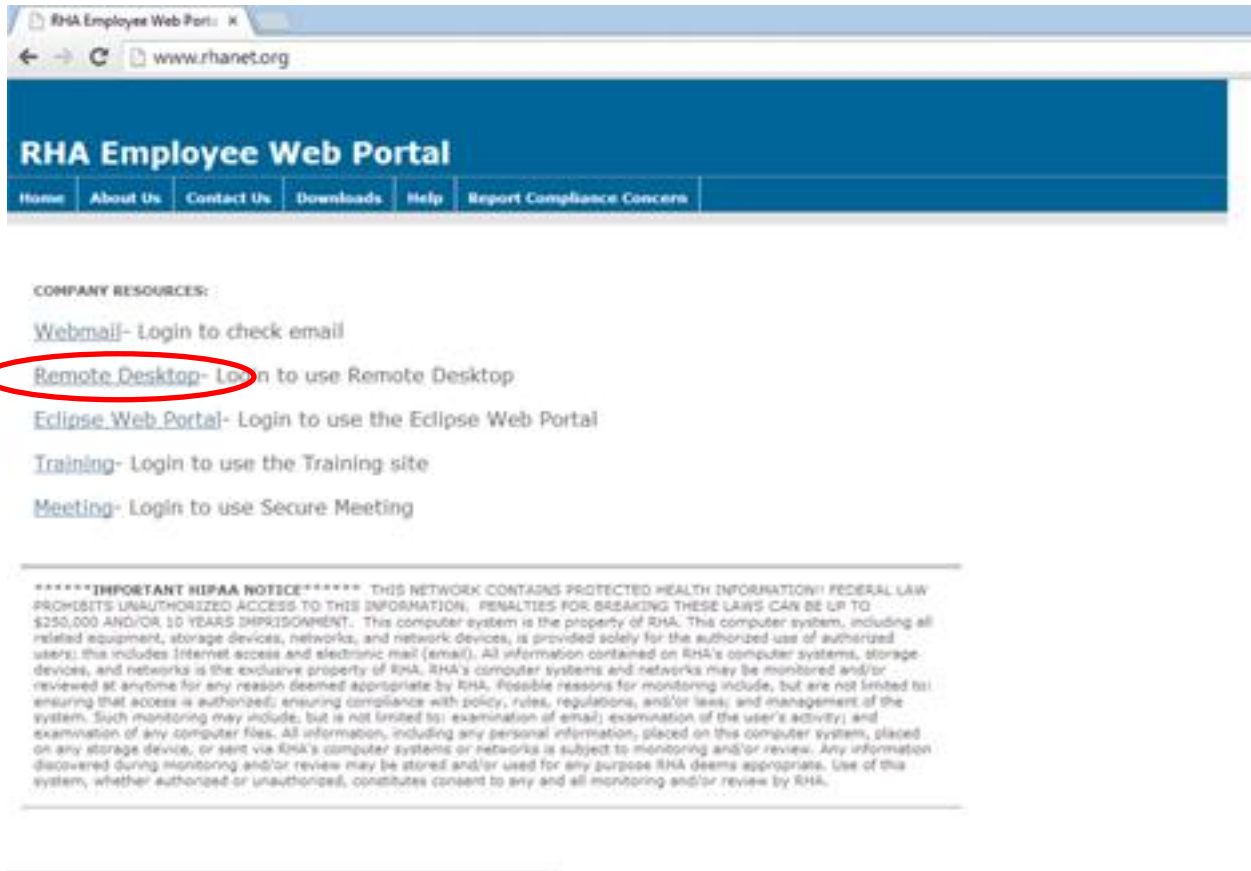 RHA Employee Web Port
www.rhanet.org
RHA Employee Web Portal
Home About Us Contact Us Downloads Help Report Compliance Concern
COMPANY RESOURCES:
Webmail- Login to check email
Remote Desktop- Login to use Remote Desktop
Eclipse Web Portal- Login to use the Eclipse Web Portal
Training- Login to use the Training site
Meeting- Login to use Secure Meeting
******IMPORTANT HIPAA NOTICE****** THIS NETWORK CONTAINS PROTECTED HEALTH INFORMATION!! FEDERAL LAW
PROHIBITS UNAUTHORIZED ACCESS TO THIS INFORMATION. PENALTIES FOR BREAKING THESE LAWS CAN BE UP TO
$250,000 AND/OR 10 YEARS IMPRISONMENT. This computer system is the property of RHA. This computer system, including all
related equipment, storage devices, networks, and network devices, is provided solely for the authorized use of authorized
users; this includes Internet access and electronic mail (email). All information contained on RHA's computer systems, storage
devices, and networks is the exclusive property of RHA. RHA's computer systems and networks may be monitored and/or
reviewed at anytime for any reason deemed appropriate by RHA. Possible reasons for monitoring include, but are not limited to:
ensuring that access is authorized; ensuring compliance with policy, rules, regulations, and/or laws; and management of the
system. Such monitoring may include, but is not limited to: examination of email; examination of the user's activity; and
examination of any computer files. All information, including any personal information, placed on this computer system, placed
on any storage device, or sent via RHA's computer systems or networks is subject to monitoring and/or review. Any information
discovered during monitoring and/or review may be stored and/or used for any purpose RHA deems appropriate. Use of this
system, whether authorized or unauthorized, constitutes consent to any and all monitoring and/or review by RHA.